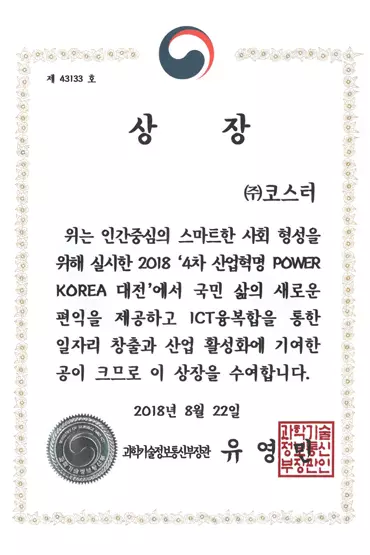 제 43133 호
상 장
㈜코스터
위는 인간중심의 스마트한 사회 형성을
위해 실시한 2018 '4차 산업혁명 POWER
KOREA 대전'에서 국민 삶의 새로운
편익을 제공하고 ICT융복합을 통한
일자리 창출과 산업 활성화에 기여한
공이 크므로 이 상장을 수여합니다.
2018년 8월 22일
과학기술정보통신부장관 유 영 민
과학기술
정보통신
부장관인